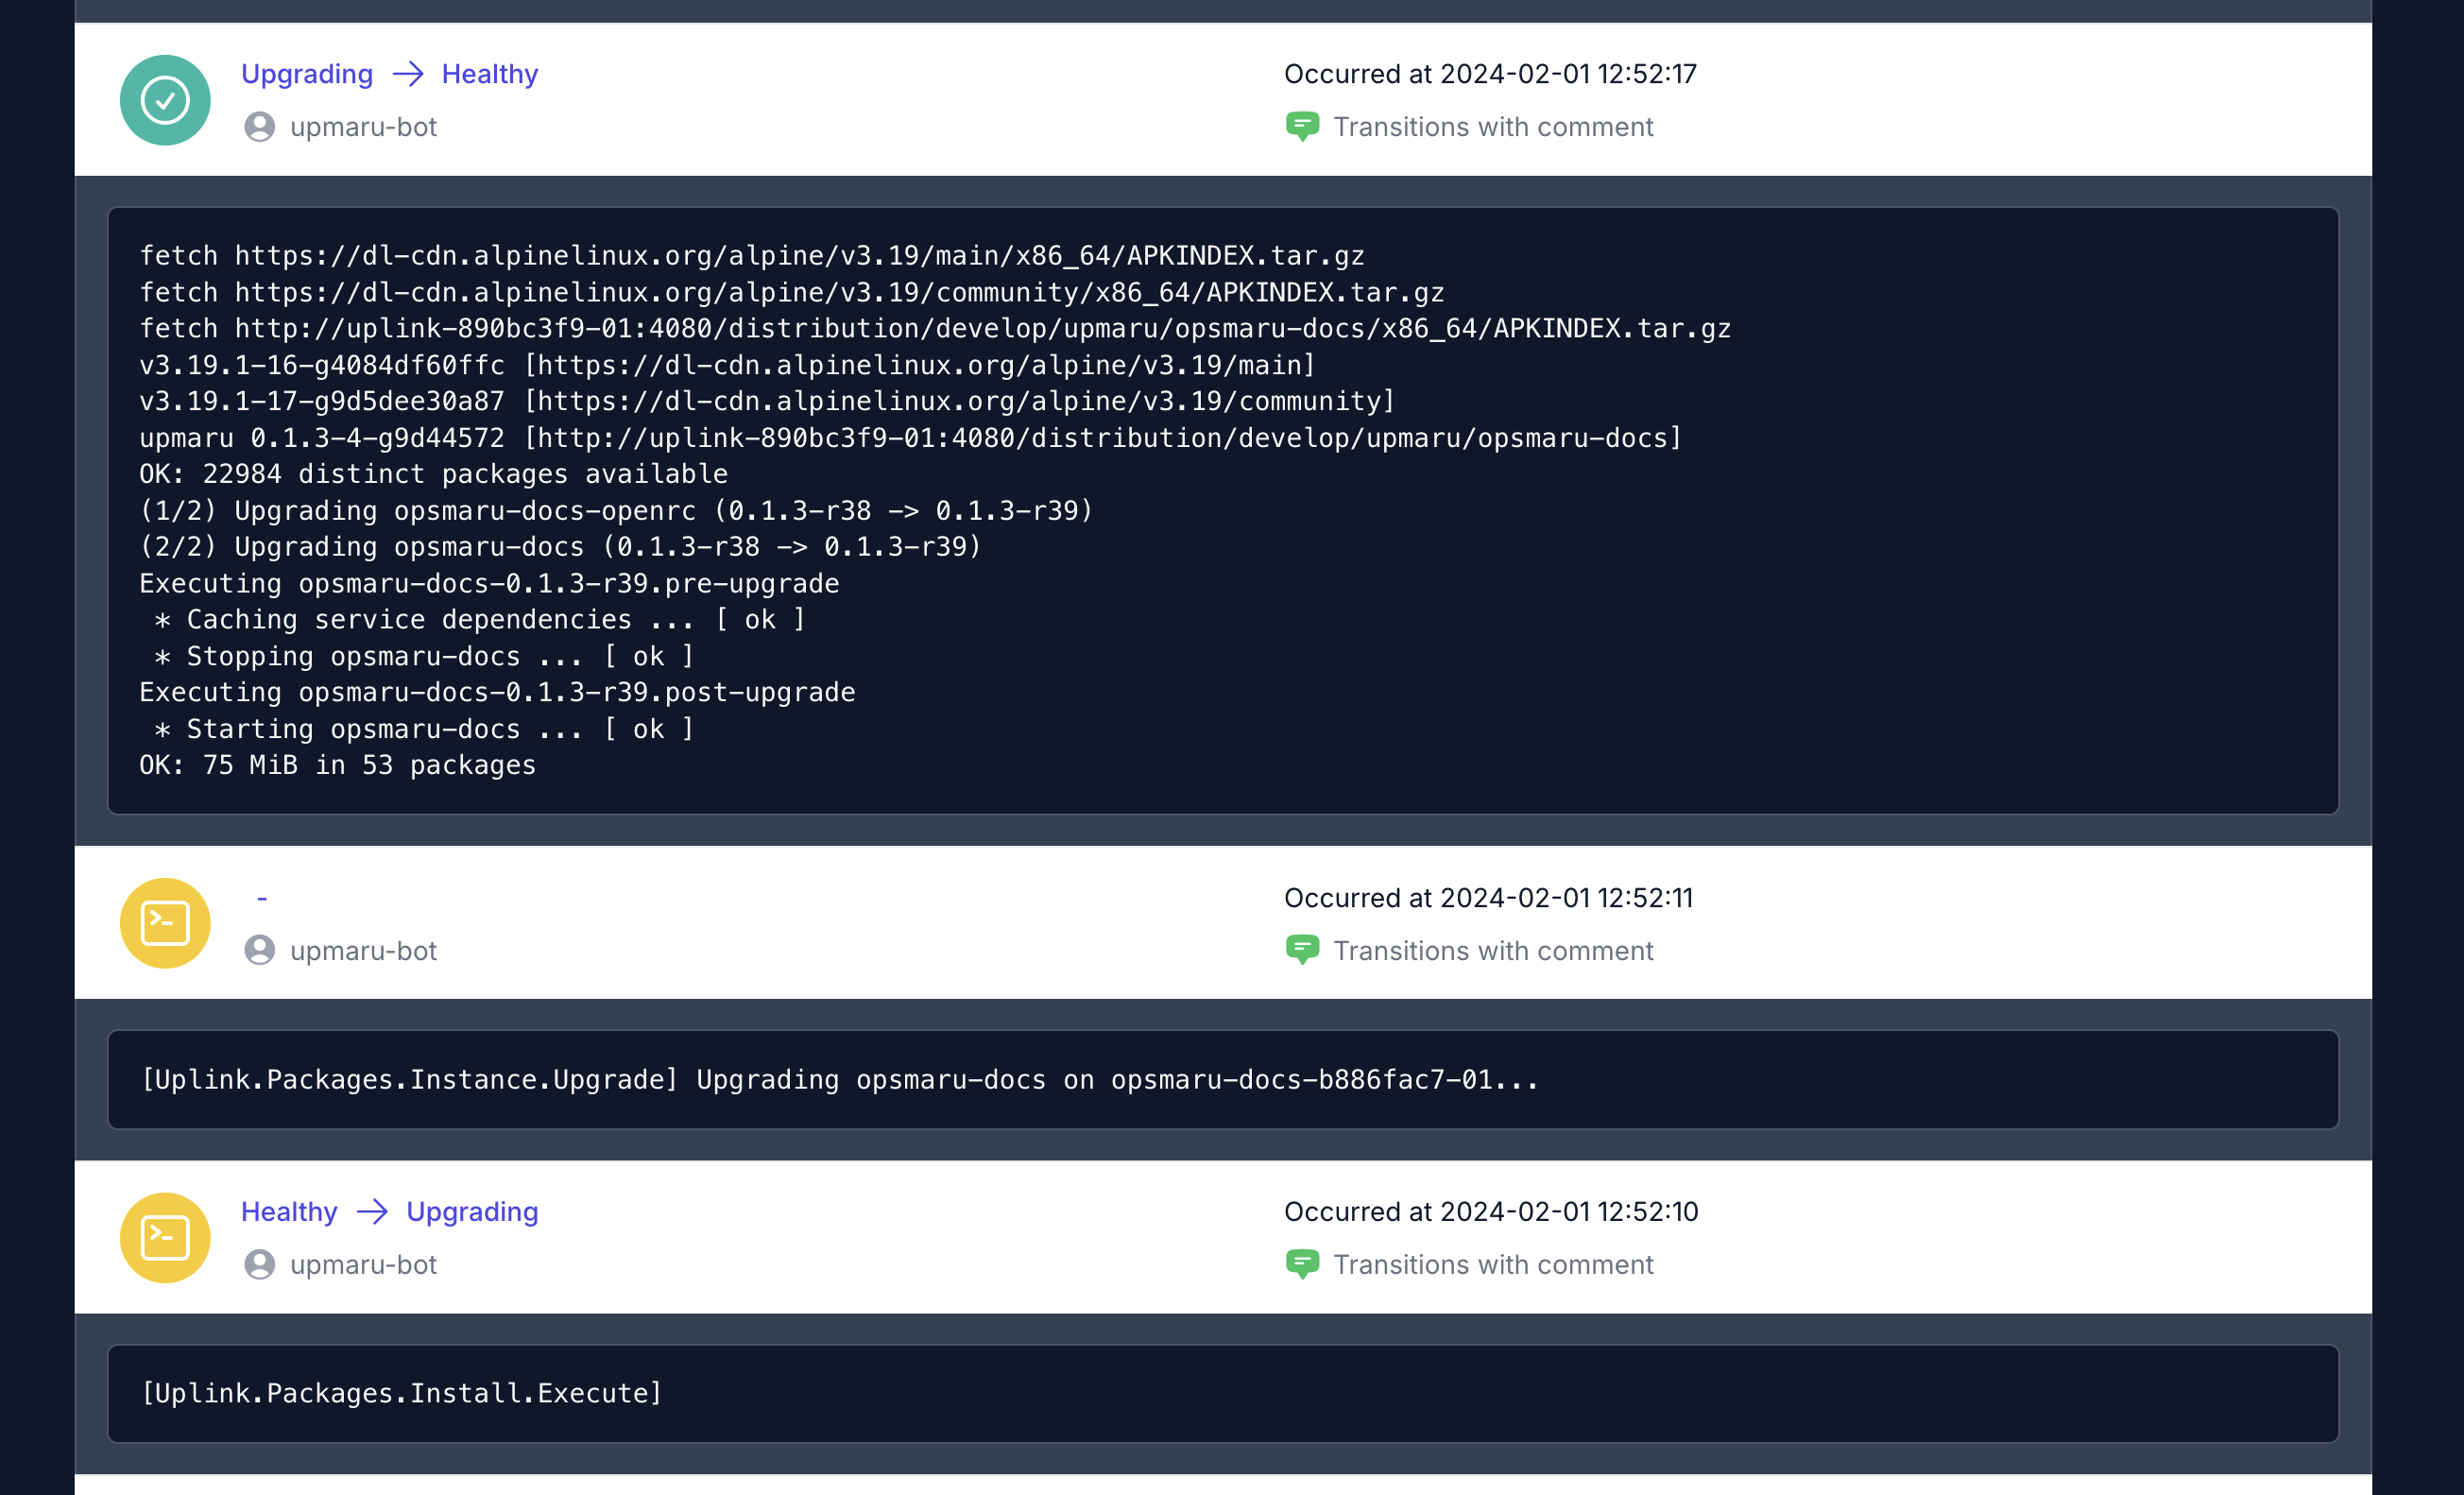 Upgrading → Healthy
Occurred at 2024-02-01 12:52:17
upmaru-bot
Transitions with comment
fetch https://dl-cdn.alpinelinux.org/alpine/v3.19/main/x86_64/APKINDEX.tar.gz
fetch https://dl-cdn.alpinelinux.org/alpine/v3.19/community/x86_64/APKINDEX.tar.gz
fetch http://uplink-890bc3f9-01:4080/distribution/develop/upmaru/opsmaru-docs/x86_64/APKINDEX.tar.gz
v3.19.1-16-g4084df60ffc [https://dl-cdn.alpinelinux.org/alpine/v3.19/main]
v3.19.1-17-g9d5dee30a87 [https://dl-cdn.alpinelinux.org/alpine/v3.19/community]
upmaru 0.1.3-4-g9d44572 [http://uplink-890bc3f9-01:4080/distribution/develop/upmaru/opsmaru-docs]
OK: 22984 distinct packages available
(1/2) Upgrading opsmaru-docs-openrc (0.1.3-r38 -> 0.1.3-r39)
(2/2) Upgrading opsmaru-docs (0.1.3-r38 -> 0.1.3-r39)
Executing opsmaru-docs-0.1.3-r39.pre-upgrade
 * Caching service dependencies ... [ ok ]
 * Stopping opsmaru-docs ... [ ok ]
Executing opsmaru-docs-0.1.3-r39.post-upgrade
 * Starting opsmaru-docs ... [ ok ]
OK: 75 MiB in 53 packages
-
Occurred at 2024-02-01 12:52:11
upmaru-bot
Transitions with comment
[Uplink.Packages.Instance.Upgrade] Upgrading opsmaru-docs on opsmaru-docs-b886fac7-01...
Healthy → Upgrading
Occurred at 2024-02-01 12:52:10
upmaru-bot
Transitions with comment
[Uplink.Packages.Install.Execute]